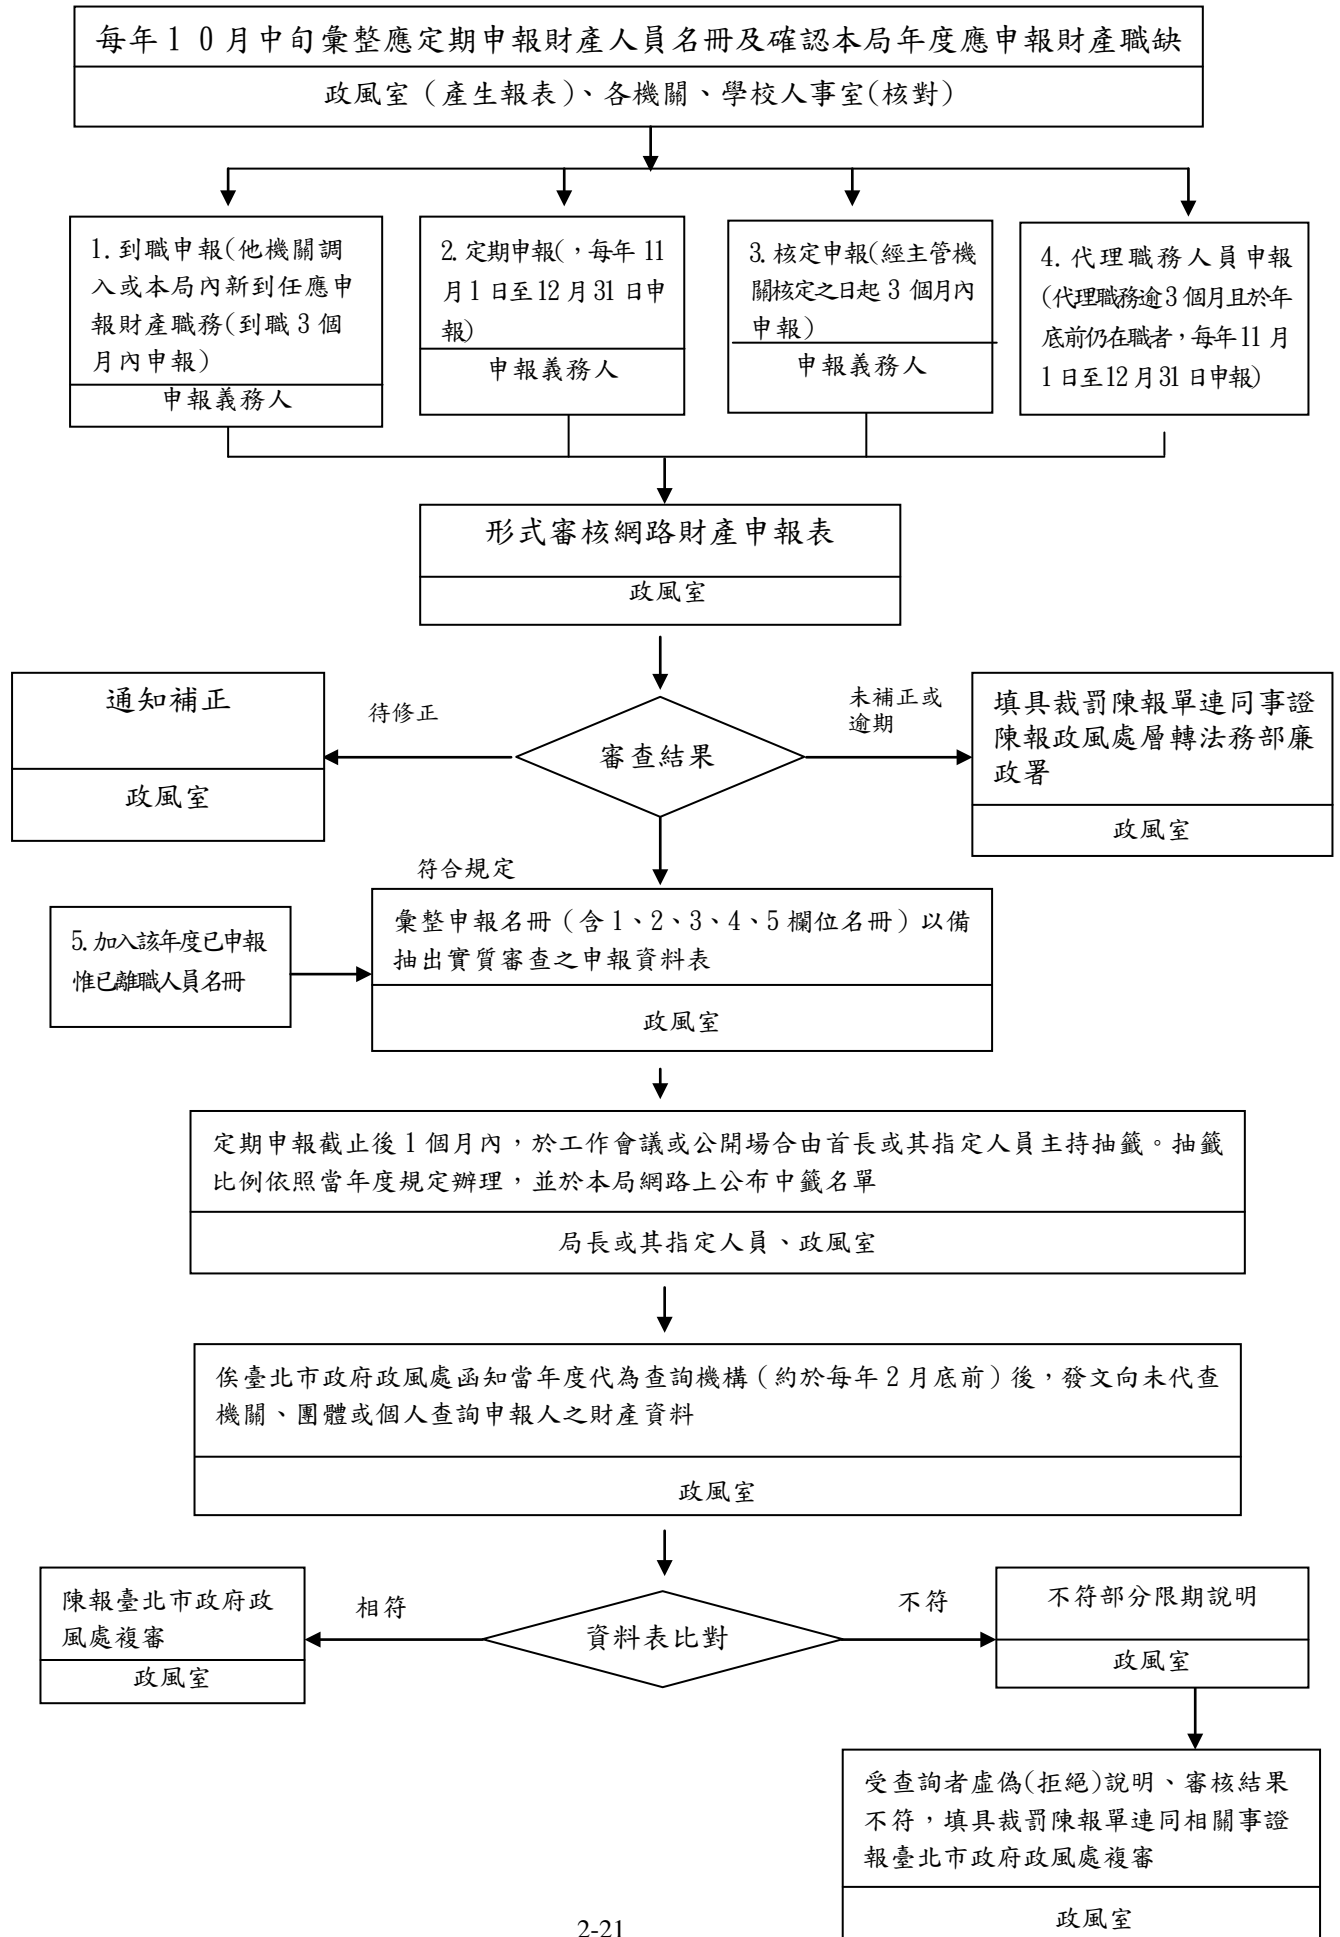 每年１０月中旬彙整應定期申報財產人員名冊及確認本局年度應申報財產職缺
政風室（產生報表）、各機關、學校人事室(核對）
1. 到職申報(他機關調
入或本局內新到任應申
報財產職務(到職 3 個
月內申報）
申報義務人
2. 定期申報(，每年 11
月 1 日至 12 月 31 日申
報)
申報義務人
3. 核定申報(經主管機
關核定之日起 3 個月內
申報）
申報義務人
4. 代理職務人員申報
(代理職務逾 3 個月且於年
底前仍在職者，每年 11 月
1 日至 12 月 31 日申報)
形式審核網路財產申報表
政風室
通知補正
政風室
待修正
審查結果
未補正或
逾期
填具裁罰陳報單連同事證
陳報政風處層轉法務部廉
政署
政風室
符合規定
5. 加入該年度已申報
惟已離職人員名冊
彙整申報名冊（含 1、2、3、4、5 欄位名冊）以備
抽出實質審查之申報資料表
政風室
定期申報截止後 1 個月內，於工作會議或公開場合由首長或其指定人員主持抽籤。抽籤
比例依照當年度規定辦理，並於本局網路上公布中籤名單
局長或其指定人員、政風室
俟臺北市政府政風處函知當年度代為查詢機構（約於每年 2 月底前）後，發文向未代查
機關、團體或個人查詢申報人之財產資料
政風室
陳報臺北市政府政
風處複審
政風室
相符
資料表比對
不符
不符部分限期說明
政風室
受查詢者虛偽(拒絕)說明、審核結果
不符，填具裁罰陳報單連同相關事證
報臺北市政府政風處複審
政風室
2-21